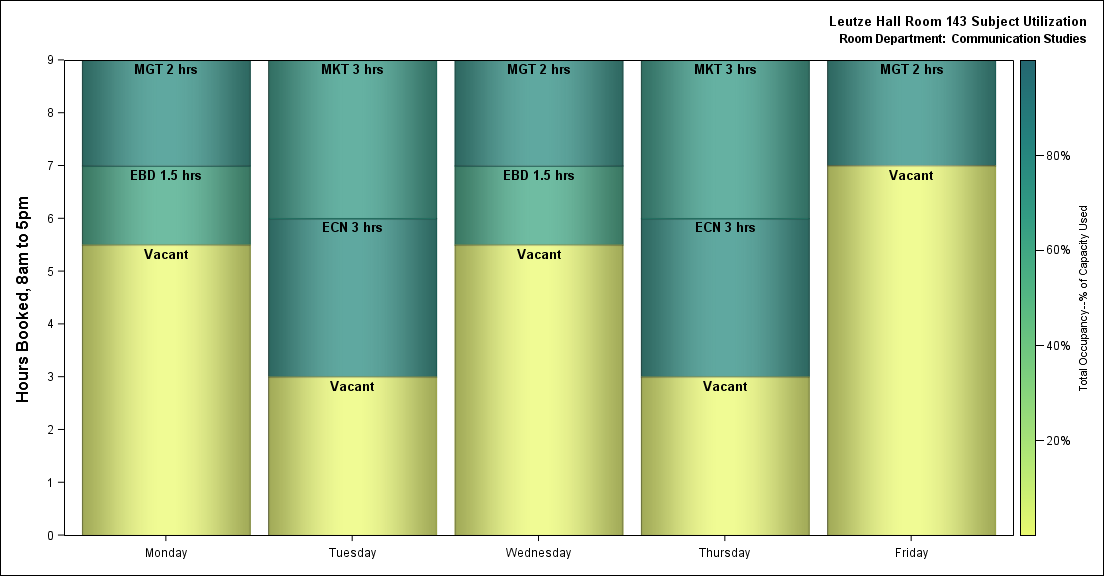 Leutze Hall Room 143 Subject Utilization
Room Department: Communication Studies
Hours Booked, 8am to 5pm
9
8
7
6
5
4
3
2
1
0
MGT 2 hrs
EBD 1.5 hrs
Vacant
MKT 3 hrs
ECN 3 hrs
Vacant
MGT 2 hrs
EBD 1.5 hrs
Vacant
MKT 3 hrs
ECN 3 hrs
Vacant
MGT 2 hrs
Vacant
Monday
Tuesday
Wednesday
Thursday
Friday
80%
60%
40%
20%
Total Occupancy--% of Capacity Used